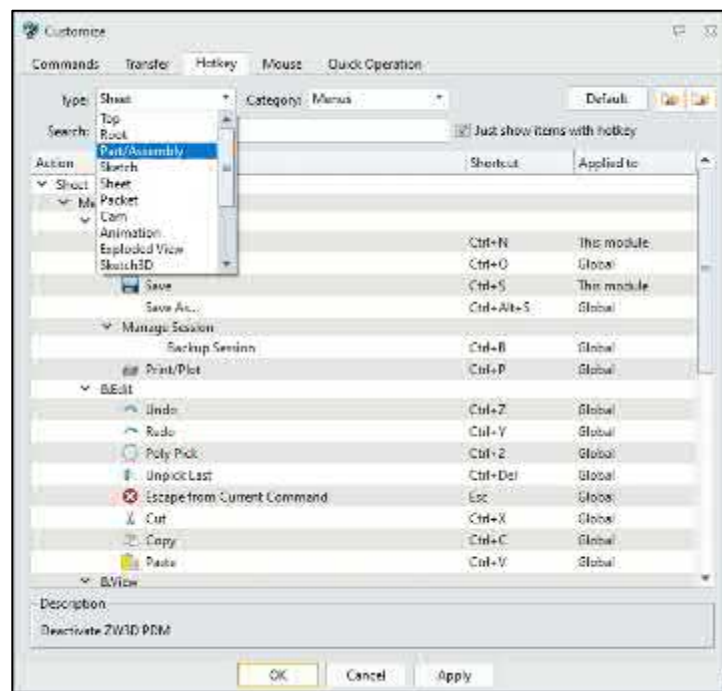 Customize
Commands Transfer Hotkey Mouse Quick Operation
Type: Sheet Category: Menus Default
Search: Just show items with hotkey
Top
Root
Part/Assembly
Sketch
Sheet
Packet
Cam
Animation
Exploded View
Sketch3D
Action Shortcut Applied to
Sheet
Me
Ctrl+N This module
Ctrl+O Global
Save Ctrl+S This module
Save As... Ctrl+Alt+S Global
Manage Session
Backup Session Ctrl+B Global
Print/Plot Ctrl+P Global
&Edit
Undo Ctrl+Z Global
Redo Ctrl+Y Global
Poly Pick Ctrl+2 Global
Unpick Last Ctrl+Del Global
Escape from Current Command Esc Global
Cut Ctrl+X Global
Copy Ctrl+C Global
Paste Ctrl+V Global
&View
Description
Deactivate ZW3D PDM
OK Cancel Apply